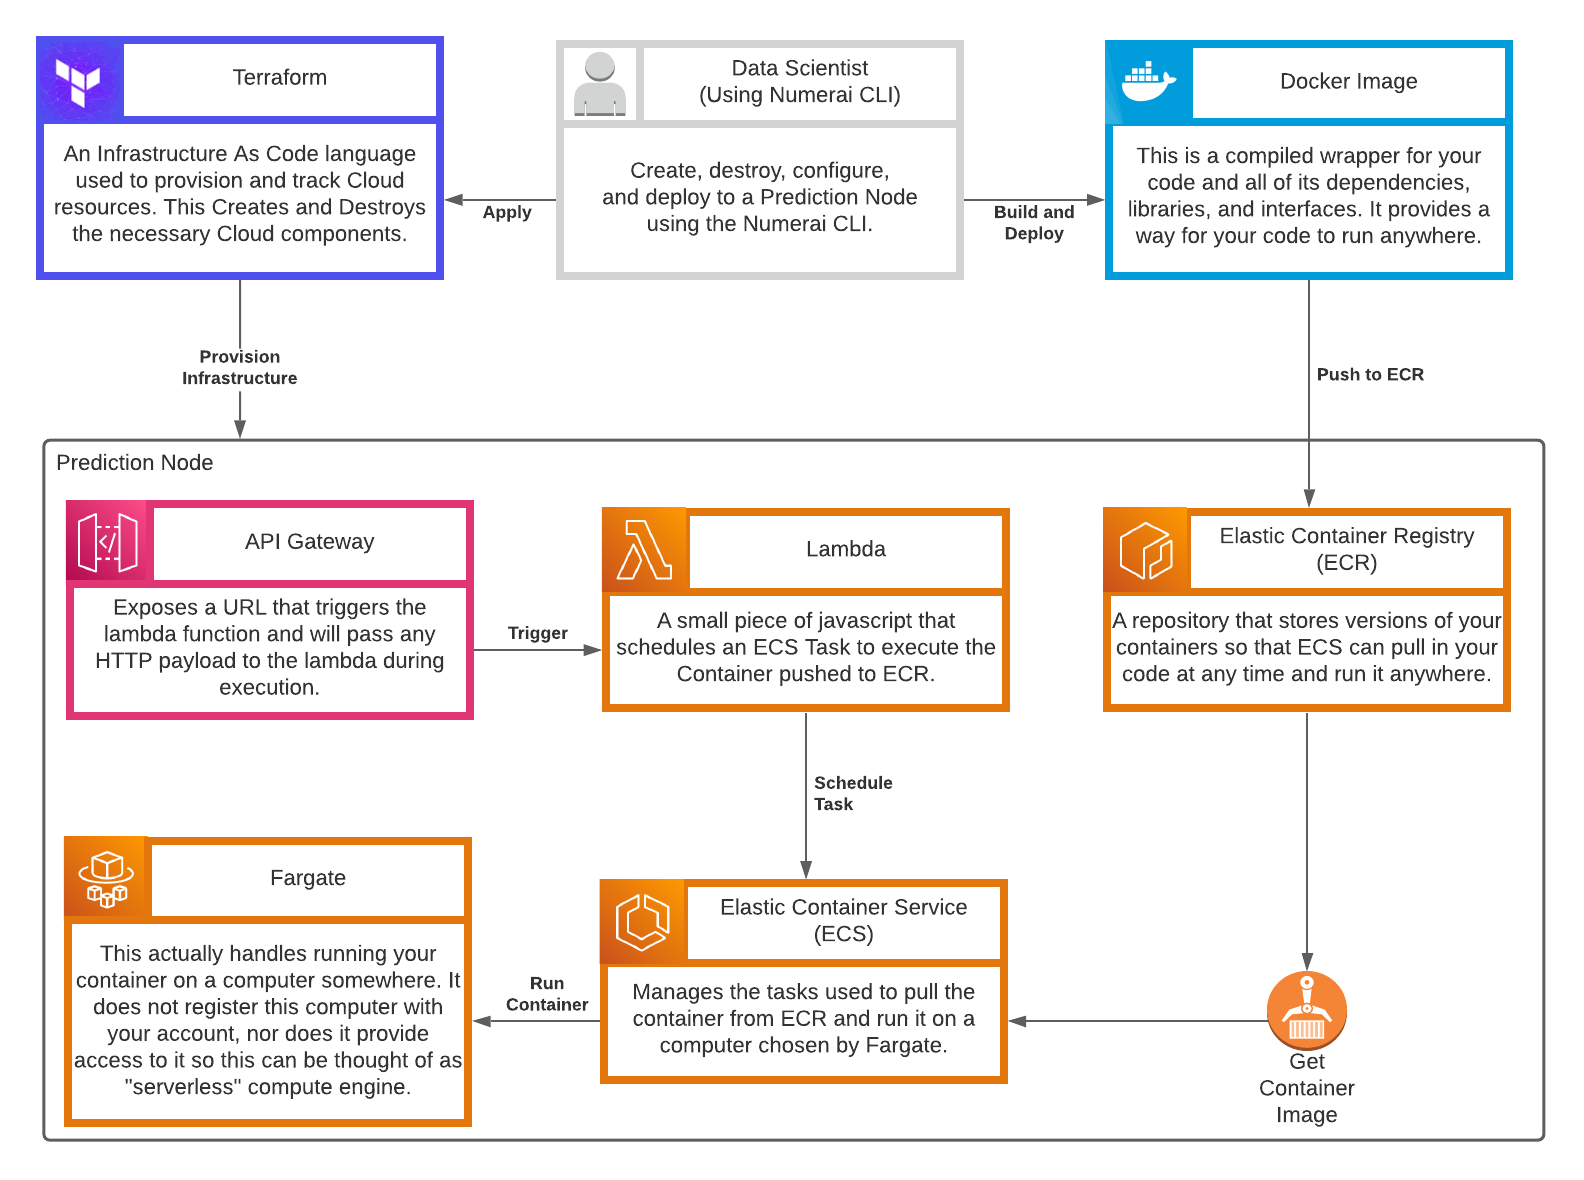 Terraform
An Infrastructure As Code language
used to provision and track Cloud
resources. This Creates and Destroys
the necessary Cloud components.
Data Scientist
(Using Numerai CLI)
Create, destroy, configure,
and deploy to a Prediction Node
using the Numerai CLI.
Docker Image
This is a compiled wrapper for your
code and all of its dependencies,
libraries, and interfaces. It provides a
way for your code to run anywhere.
Apply
Build and
Deploy
Provision
Infrastructure
Push to ECR
Prediction Node
API Gateway
Exposes a URL that triggers the
lambda function and will pass any
HTTP payload to the lambda during
execution.
Trigger
Lambda
A small piece of javascript that
schedules an ECS Task to execute the
Container pushed to ECR.
Elastic Container Registry
(ECR)
A repository that stores versions of your
containers so that ECS can pull in your
code at any time and run it anywhere.
Schedule
Task
Fargate
This actually handles running your
container on a computer somewhere. It
does not register this computer with
your account, nor does it provide
access to it so this can be thought of as
"serverless" compute engine.
Run
Container
Elastic Container Service
(ECS)
Manages the tasks used to pull the
container from ECR and run it on a
computer chosen by Fargate.
Get
Container
Image